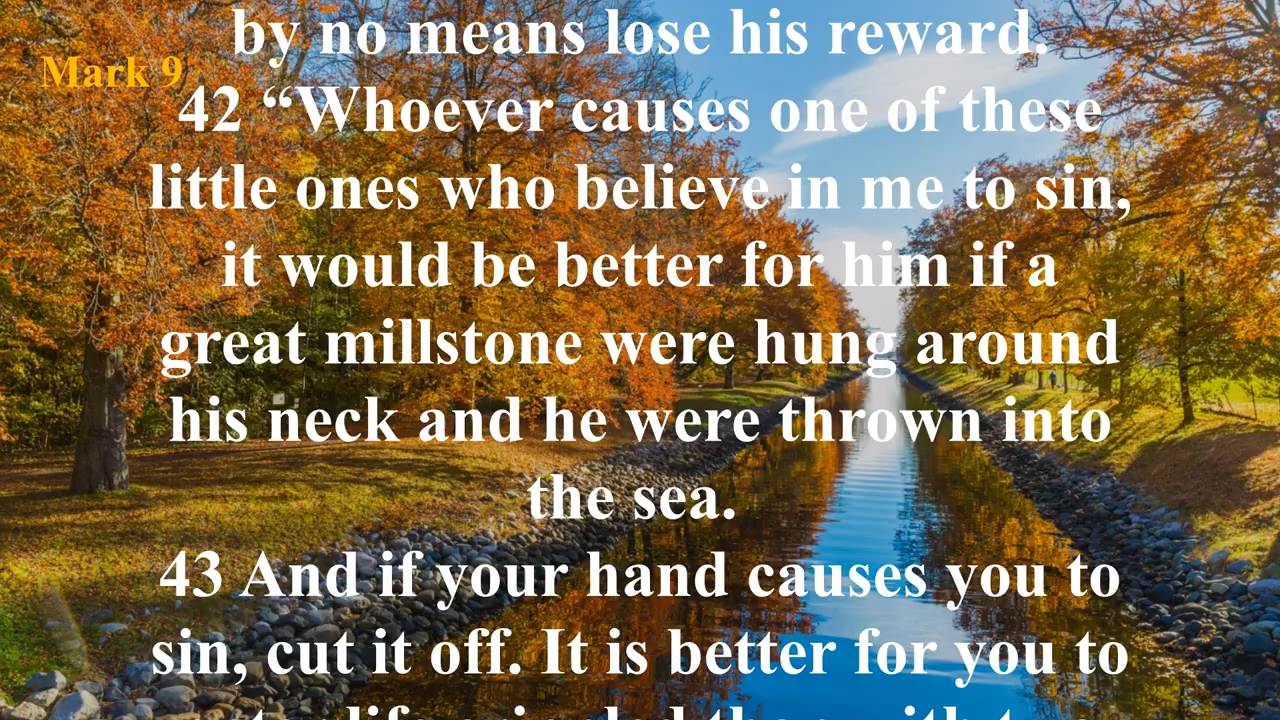 by no means lose his reward.
Mark 9
42 “Whoever causes one of these
little ones who believe in me to sin,
it would be better for him if a
great millstone were hung around
his neck and he were thrown into
the sea.
43 And if your hand causes you to
sin, cut it off. It is better for you to
life